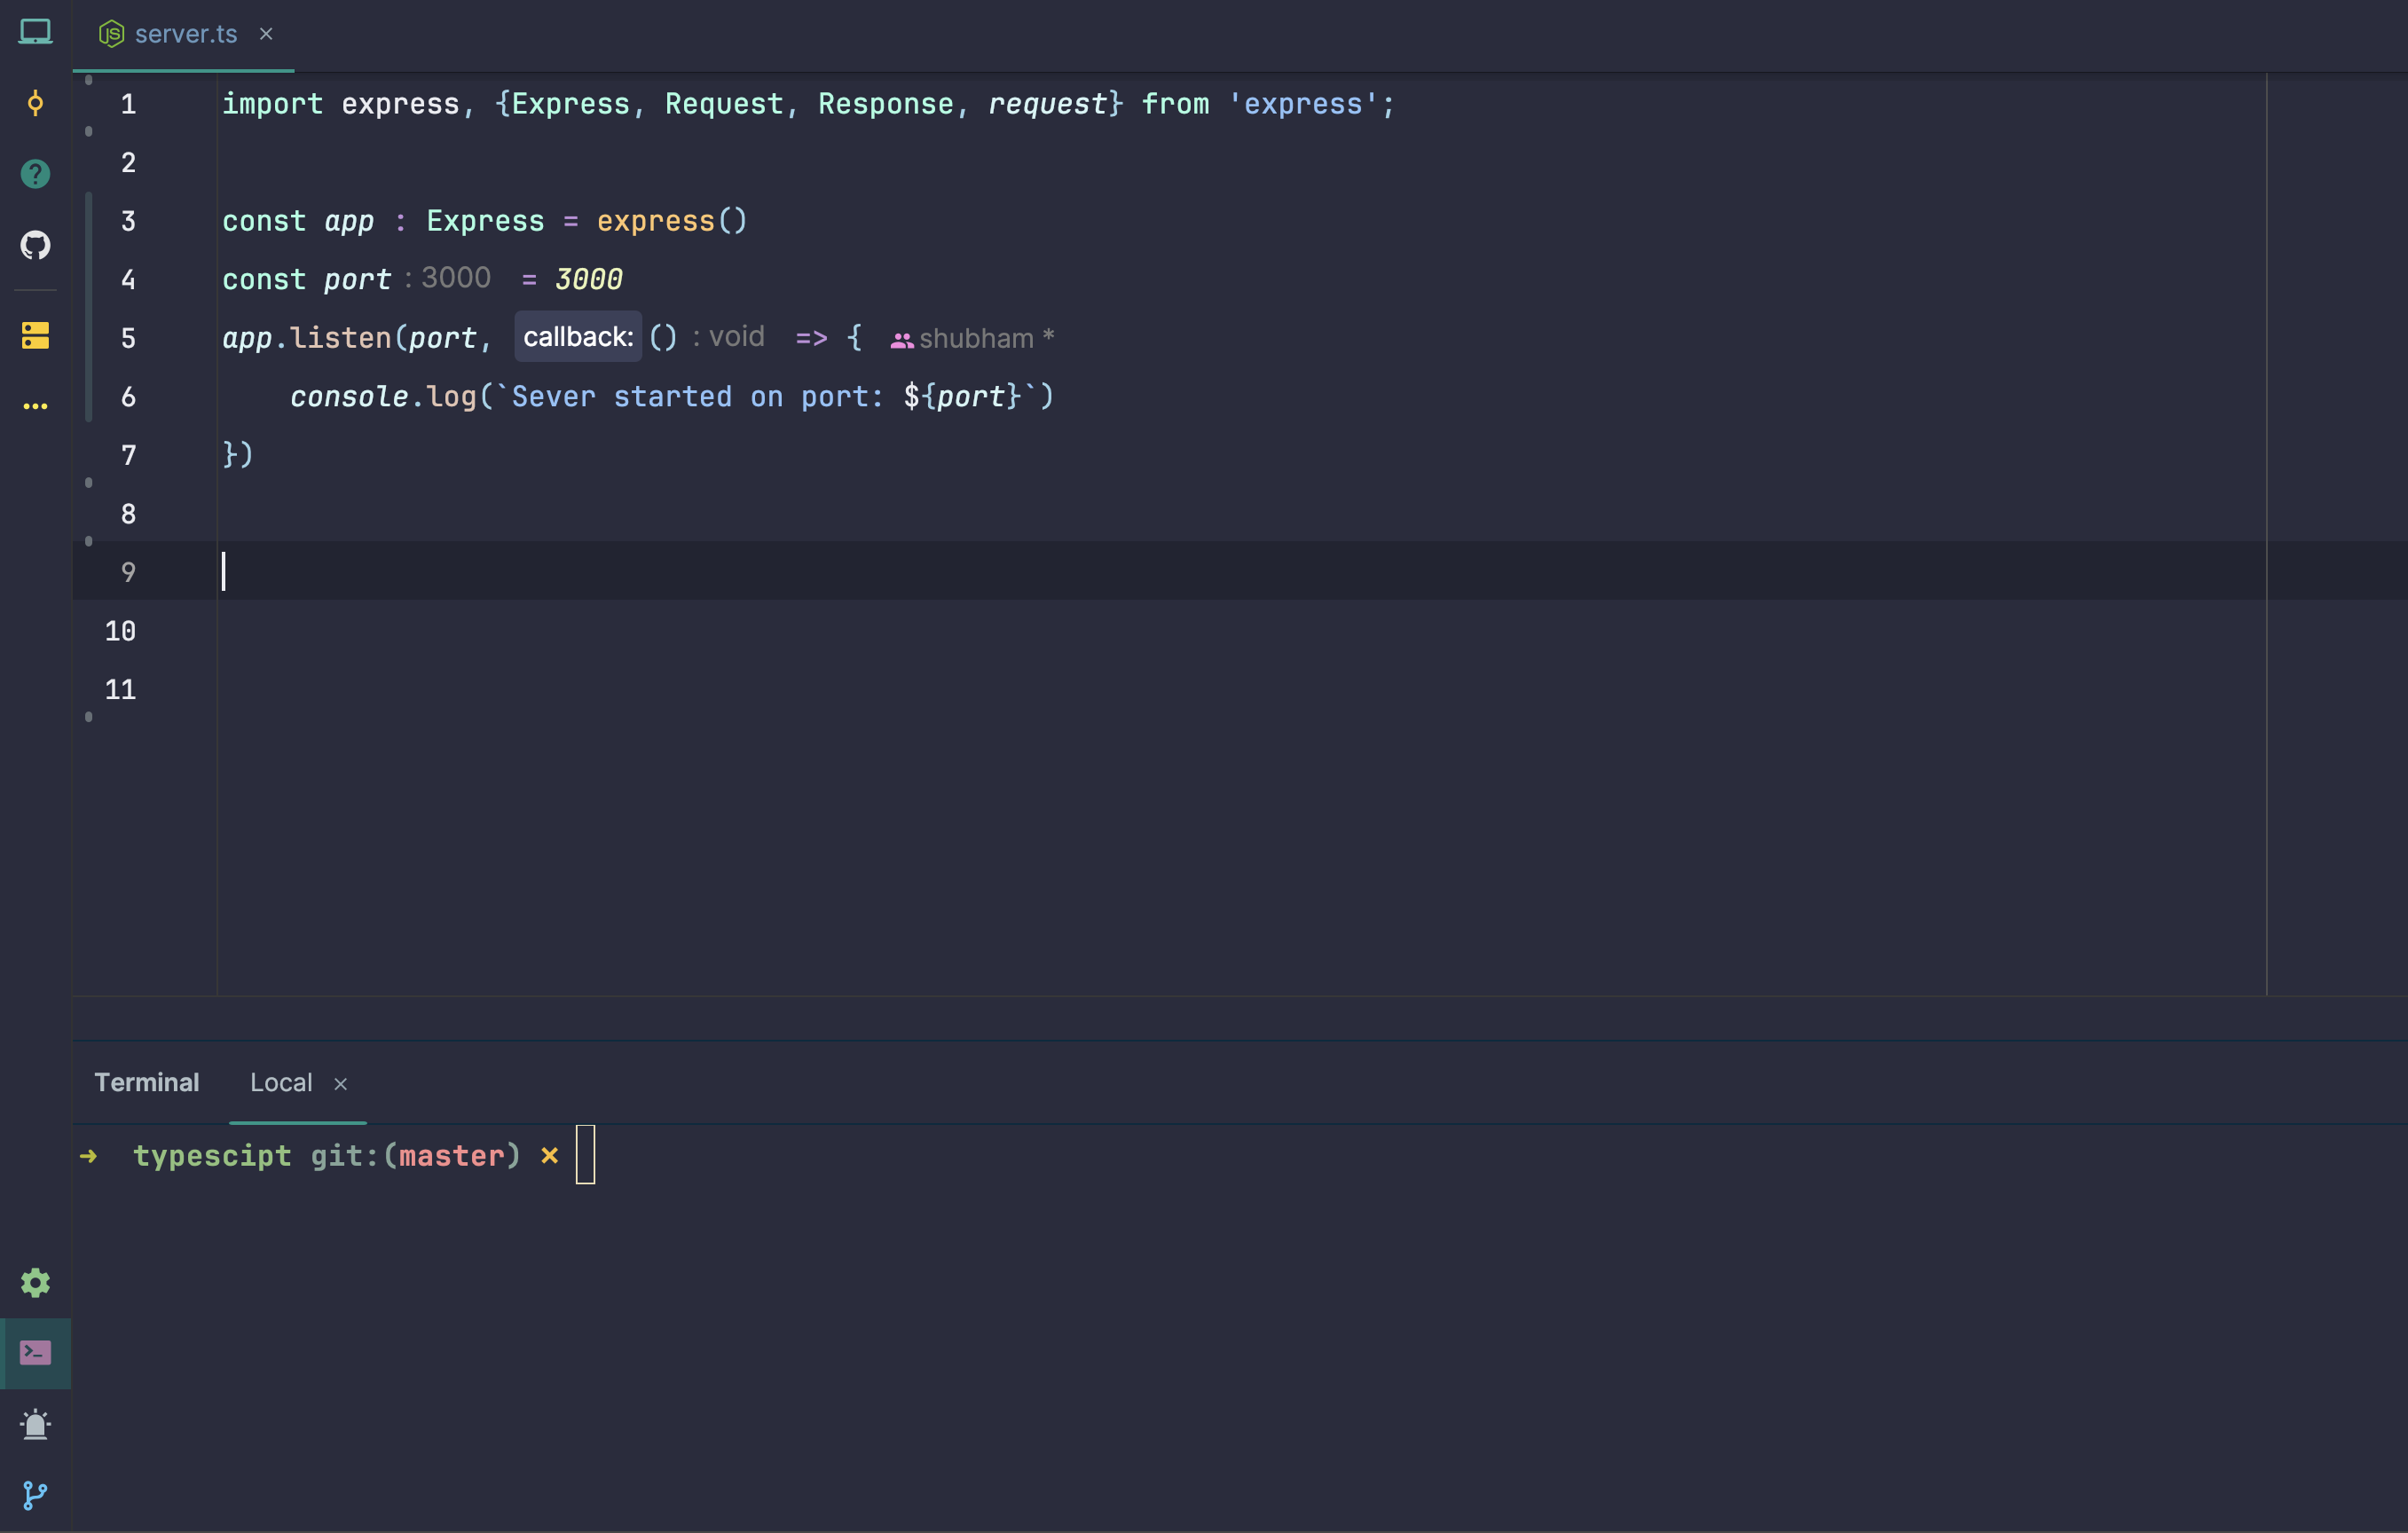 server.ts ×
1 import express, {Express, Request, Response, request} from 'express';
2
3 const app : Express = express()
4 const port : 3000 = 3000
5 app.listen(port, callback: () : void => { shubham *
6 console.log(`Sever started on port: ${port}`)
7 })
8
9
10
11
Terminal Local ×
➜ typescipt git:(master) ✗